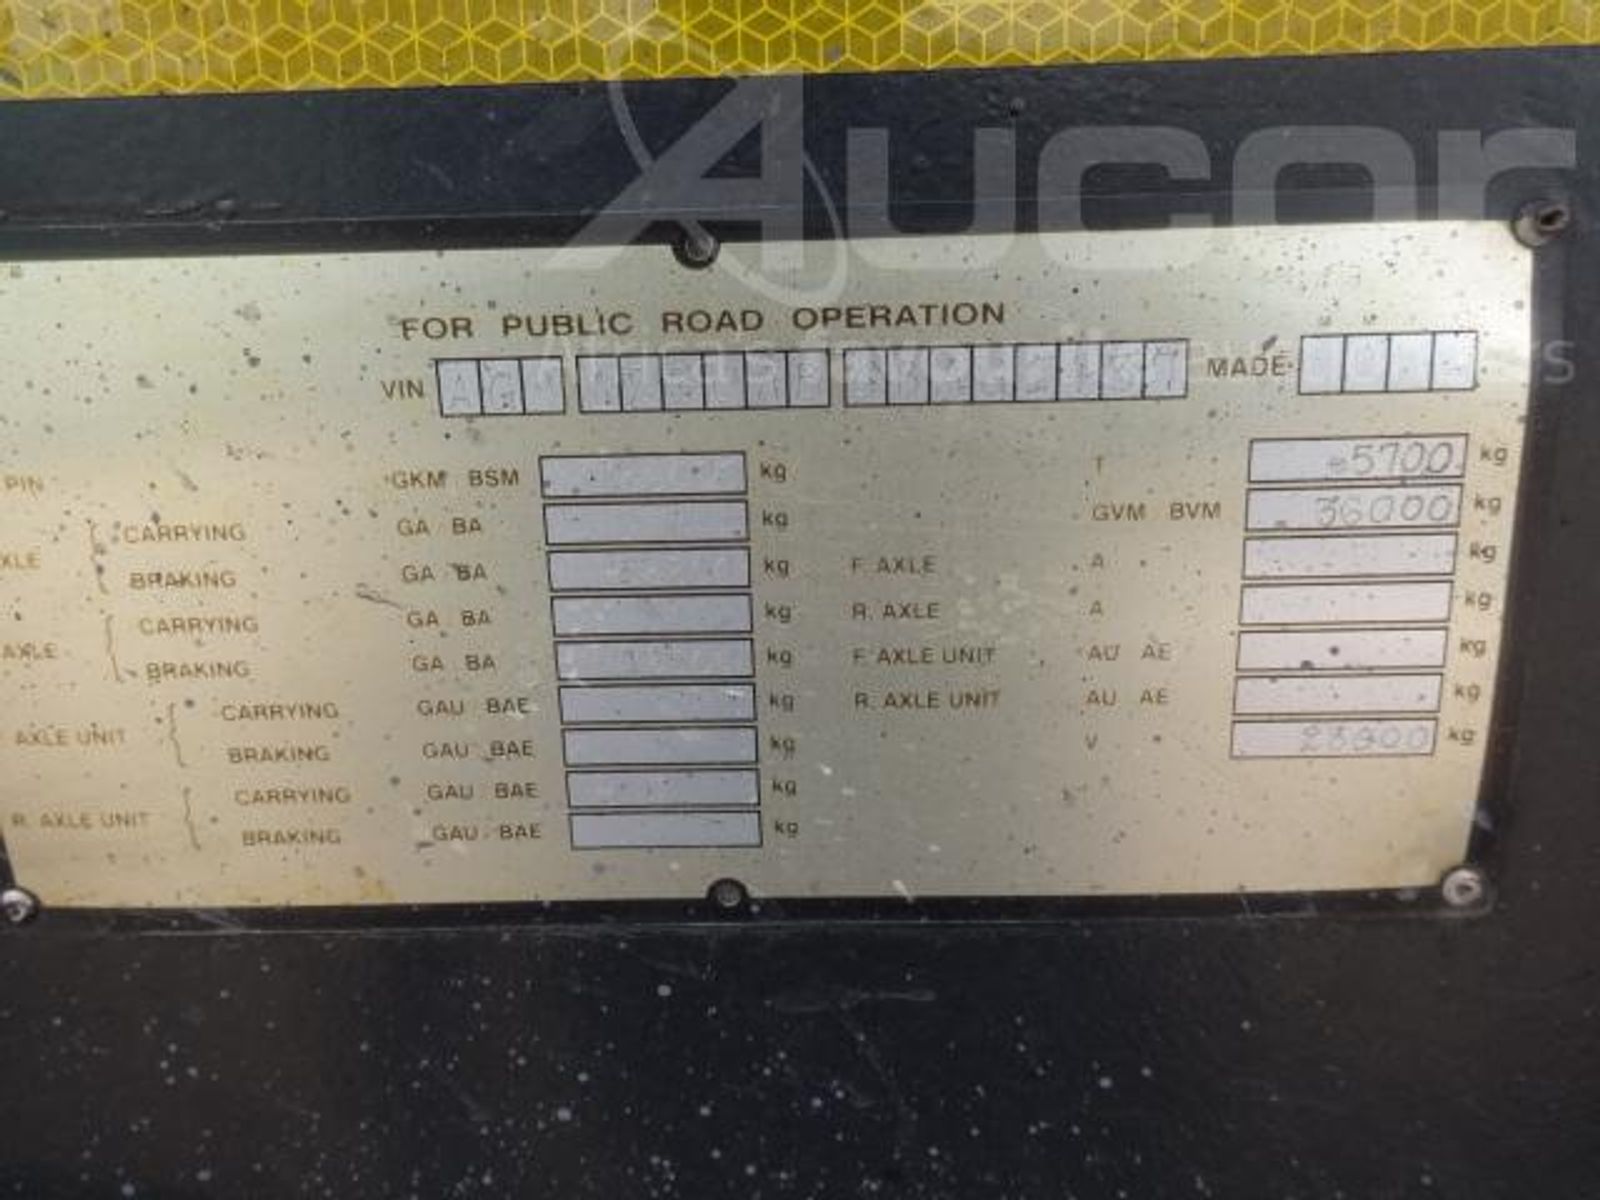 Aucor
FOR PUBLIC ROAD OPERATION
VIN MADE
PIN GKM BSM kg T 5700 kg
CARRYING GA BA kg GVM BVM 36000 kg
AXLE BRAKING GA BA kg F. AXLE A kg
CARRYING GA BA kg R. AXLE A kg
AXLE BRAKING GA BA kg F. AXLE UNIT AU AE kg
CARRYING GAU BAE kg R. AXLE UNIT AU AE kg
AXLE UNIT BRAKING GAU BAE kg V kg
CARRYING GAU BAE kg
R. AXLE UNIT BRAKING GAU BAE kg